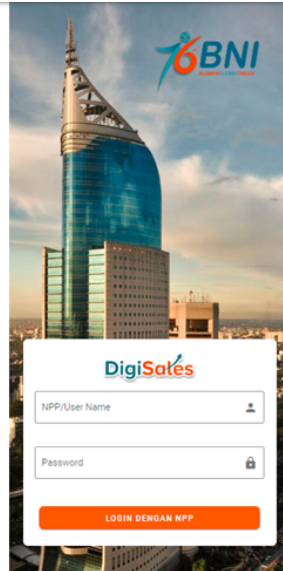 76 BNI
DigiSales
NPP/User Name
Password
LOGIN DENGAN NPP